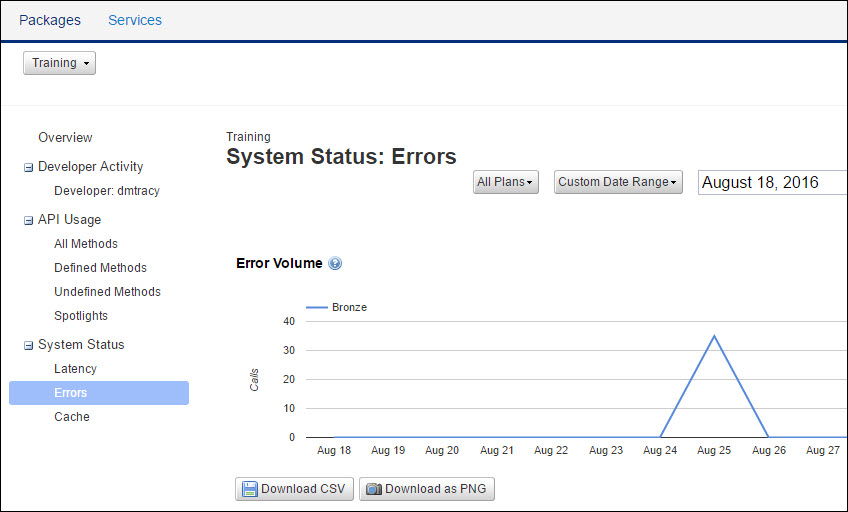 Packages Services
Training
Overview
Developer Activity
Developer: dmtracy
API Usage
All Methods
Defined Methods
Undefined Methods
Spotlights
System Status
Latency
Errors
Cache
Training
System Status: Errors
All Plans Custom Date Range August 18, 2016
Error Volume ?
Bronze
Calls
40
30
20
10
0
Aug 18 Aug 19 Aug 20 Aug 21 Aug 22 Aug 23 Aug 24 Aug 25 Aug 26 Aug 27
Download CSV Download as PNG